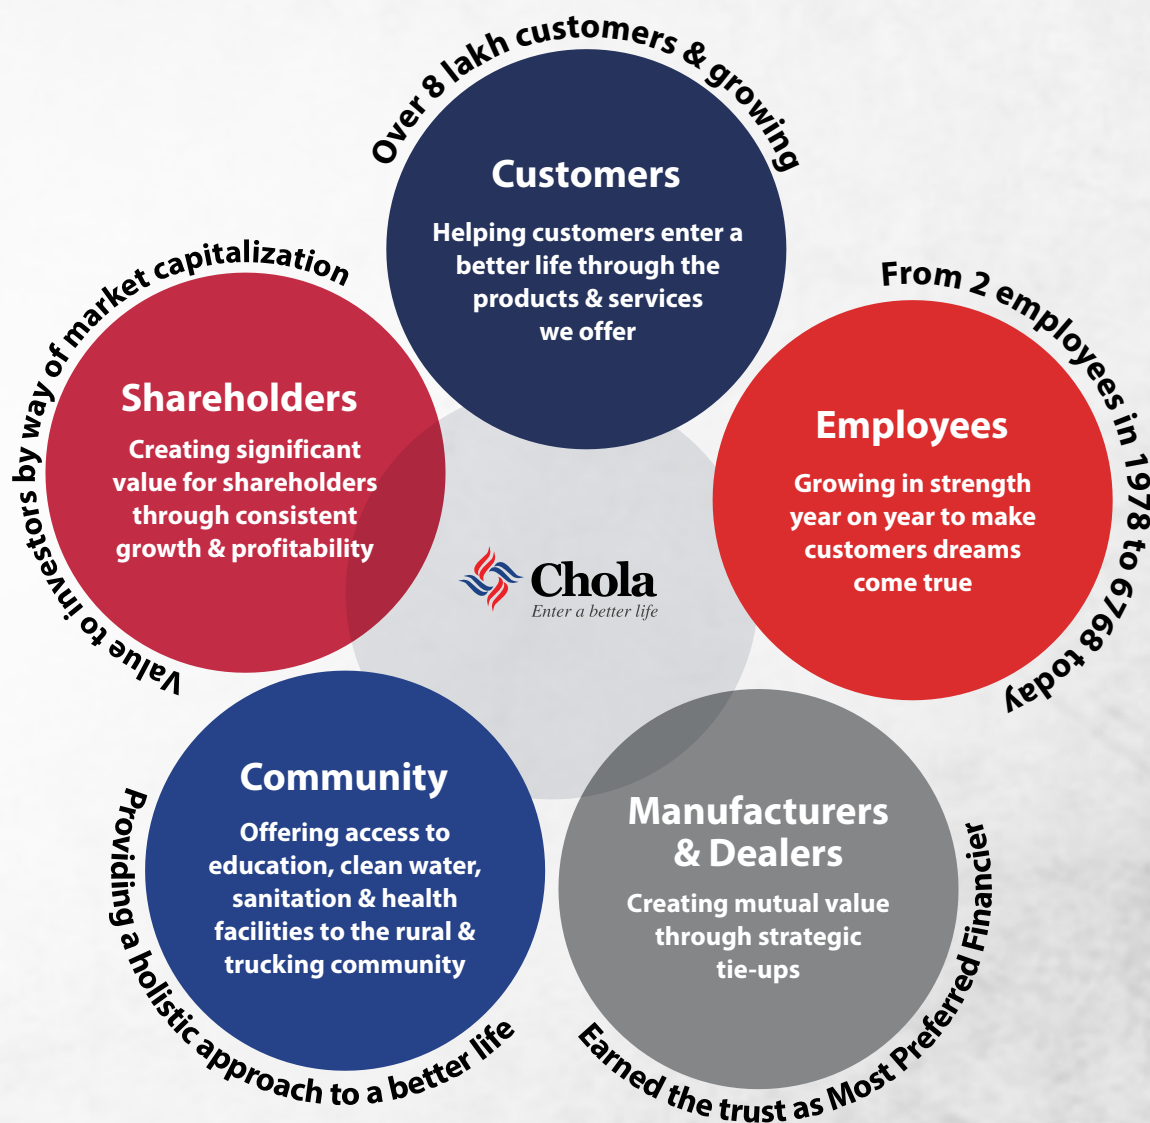 Over 8 lakh customers & growing
Customers
Helping customers enter a
better life through the
products & services
we offer
From 2 employees in 1978 to 6768 today
Employees
Growing in strength
year on year to make
customers dreams
come true
Value to investors by way of market capitalization
Shareholders
Creating significant
value for shareholders
through consistent
growth & profitability
Chola
Enter a better life
Community
Offering access to
education, clean water,
sanitation & health
facilities to the rural &
trucking community
Providing a holistic approach to a better life
Manufacturers
& Dealers
Creating mutual value
through strategic
tie-ups
Earned the trust as Most Preferred Financier